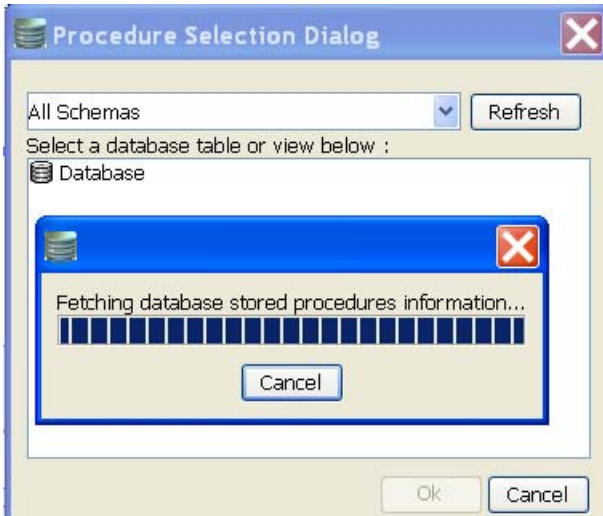 Procedure Selection Dialog
All Schemas
Refresh
Select a database table or view below :
Database
Fetching database stored procedures information...
Cancel
Ok
Cancel